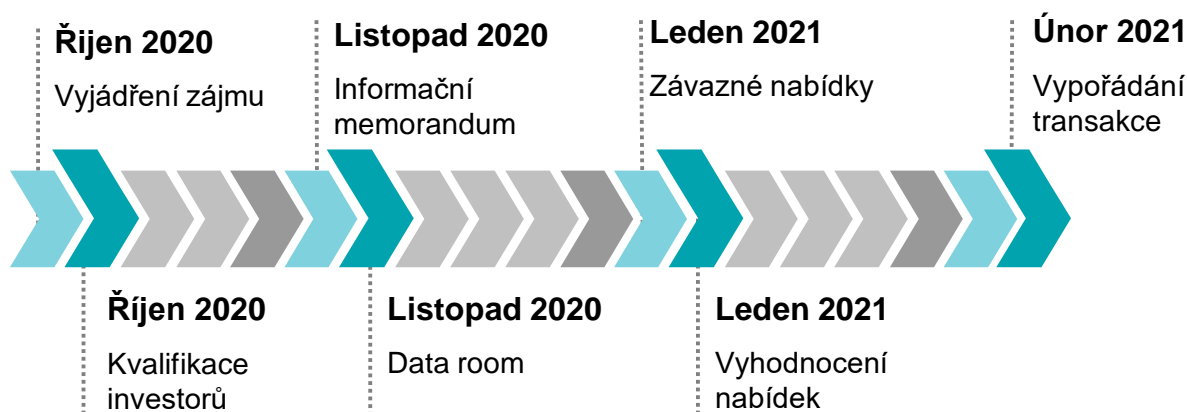 Řijen 2020
Vyjádření zájmu
Listopad 2020
Informační
memorandum
Leden 2021
Závazné nabídky
Únor 2021
Vypořádání
transakce
Říjen 2020
Kvalifikace
investorů
Listopad 2020
Data room
Leden 2021
Vyhodnocení
nabídek